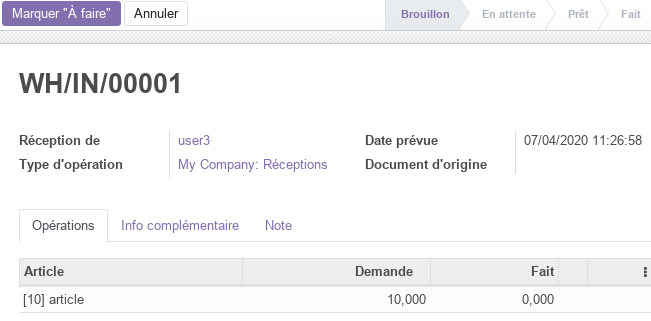 Marquer "À faire" Annuler Brouillon En attente Prêt Fait
WH/IN/00001
Réception de user3 Date prévue 07/04/2020 11:26:58
Type d'opération My Company: Réceptions Document d'origine
Opérations Info complémentaire Note
Article Demande Fait
[10] article 10,000 0,000